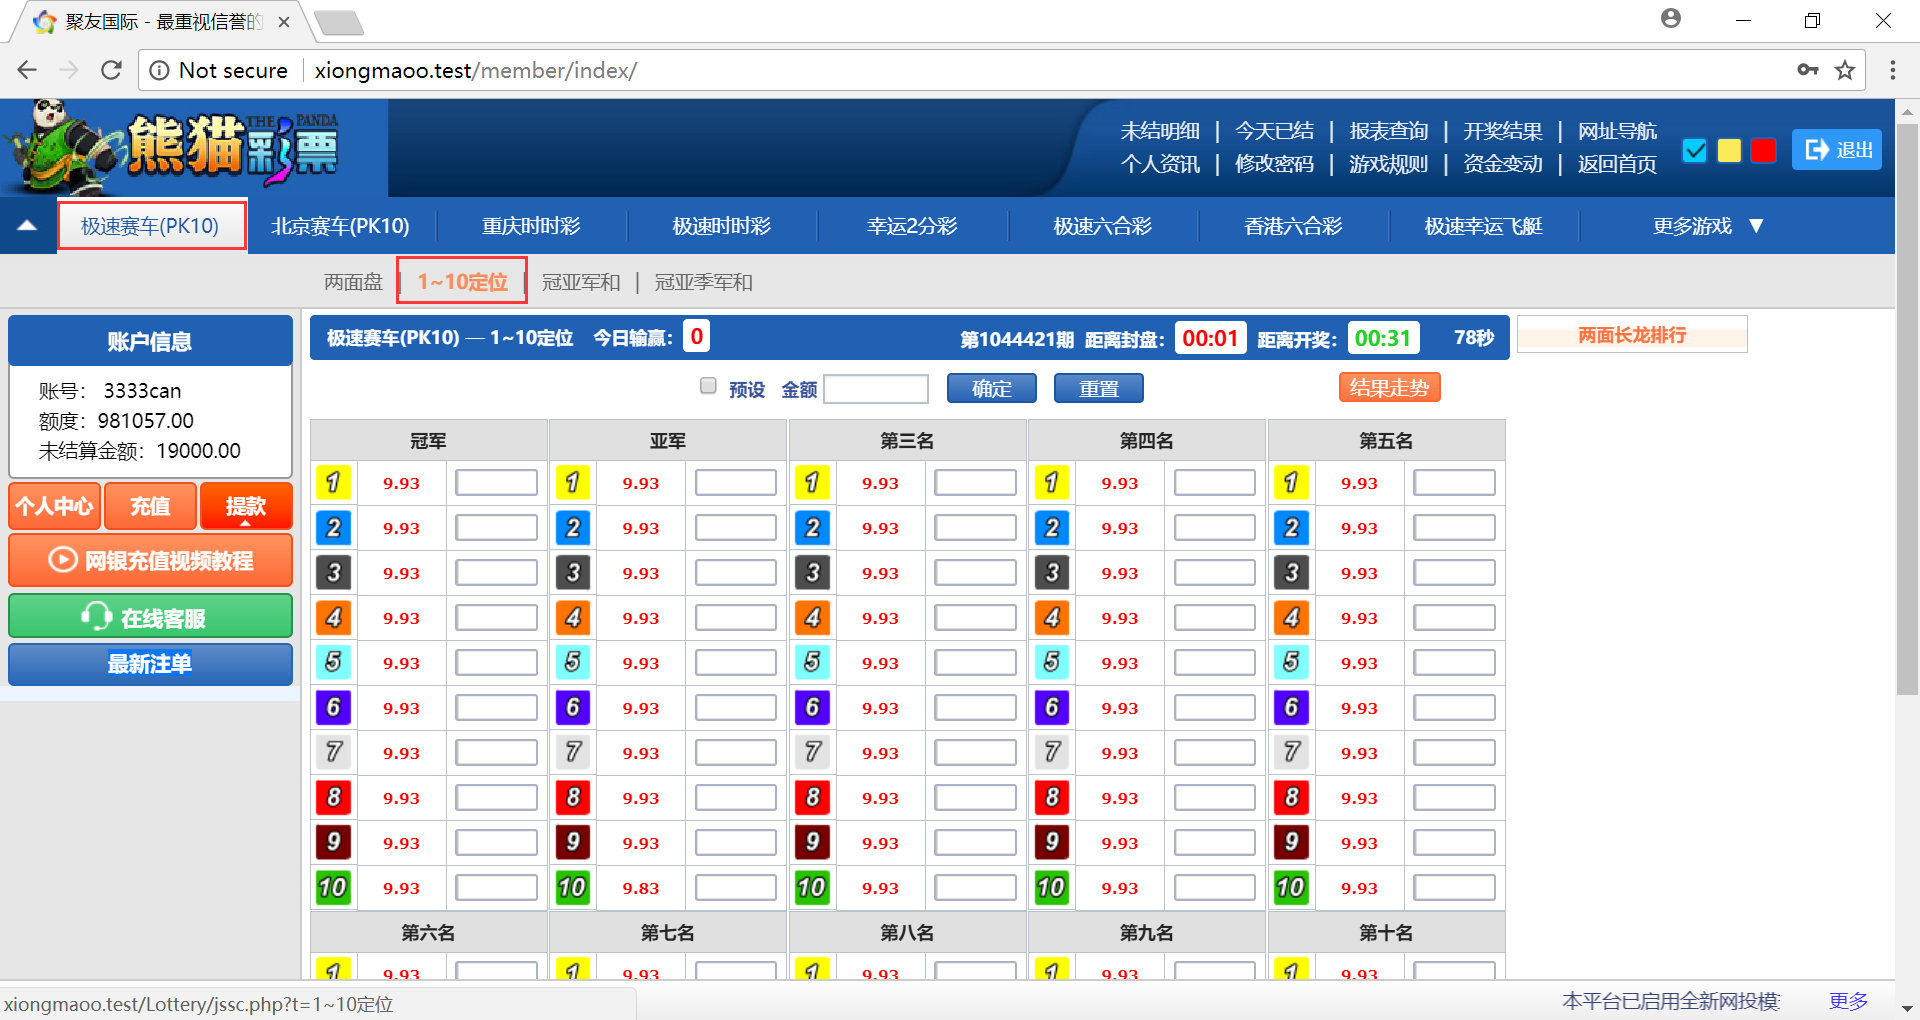 聚友国际 - 最重视信誉的
Not secure
xiongmaoo.test/member/index/
熊猫彩票
THE PANDA
未结明细 | 今天已结 | 报表查询 | 开奖结果 | 网址导航
个人资讯 | 修改密码 | 游戏规则 | 资金变动 | 返回首页
退出
极速赛车(PK10) 北京赛车(PK10) 重庆时时彩 极速时时彩 幸运2分彩 极速六合彩 香港六合彩 极速幸运飞艇 更多游戏 ▼
两面盘 | 1~10定位 | 冠亚军和 | 冠亚季军和
账户信息
账号： 3333can
额度：981057.00
未结算金额：19000.00
个人中心 充值 提款
网银充值视频教程
在线客服
最新注单
极速赛车(PK10) — 1~10定位 今日输赢： 0 第1044421期 距离封盘： 00:01 距离开奖： 00:31 78秒
两面长龙排行
预设 金额 确定 重置 结果走势
冠军 亚军 第三名 第四名 第五名
1 9.93 1 9.93 1 9.93 1 9.93 1 9.93
2 9.93 2 9.93 2 9.93 2 9.93 2 9.93
3 9.93 3 9.93 3 9.93 3 9.93 3 9.93
4 9.93 4 9.93 4 9.93 4 9.93 4 9.93
5 9.93 5 9.93 5 9.93 5 9.93 5 9.93
6 9.93 6 9.93 6 9.93 6 9.93 6 9.93
7 9.93 7 9.93 7 9.93 7 9.93 7 9.93
8 9.93 8 9.93 8 9.93 8 9.93 8 9.93
9 9.93 9 9.93 9 9.93 9 9.93 9 9.93
10 9.93 10 9.83 10 9.93 10 9.93 10 9.93
第六名 第七名 第八名 第九名 第十名
1 9.93 1 9.93 1 9.93 1 9.93 1 9.93
xiongmaoo.test/Lottery/jssc.php?t=1~10定位
本平台已启用全新网投模
更多